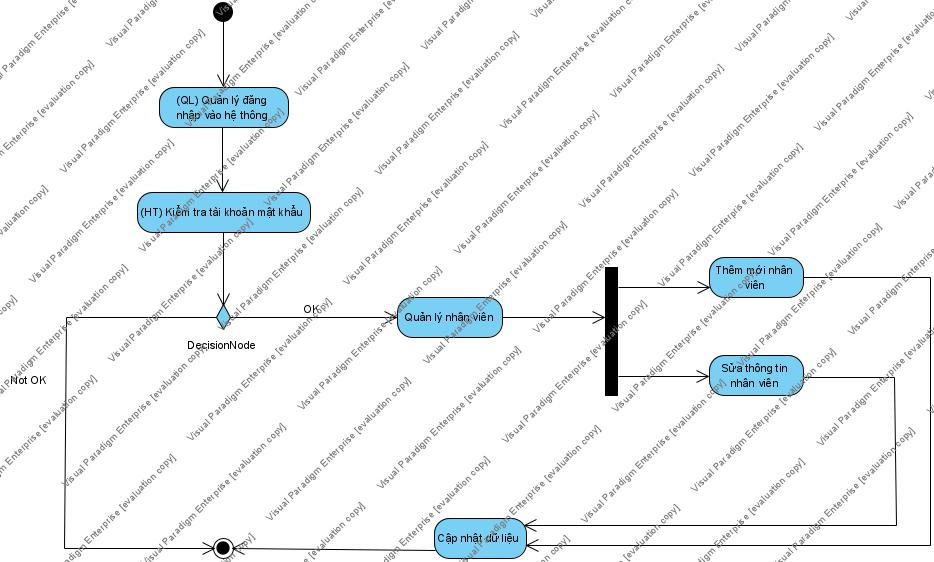 (QL) Quản lý đăng
nhập vào hệ thống
(HT) Kiểm tra tài khoản mật khẩu
OK
Quản lý nhân viên
Thêm mới nhân
viên
DecisionNode
Not OK
Sửa thông tin
nhân viên
Cập nhật dữ liệu
Visual Paradigm Enterprise [evaluation copy]